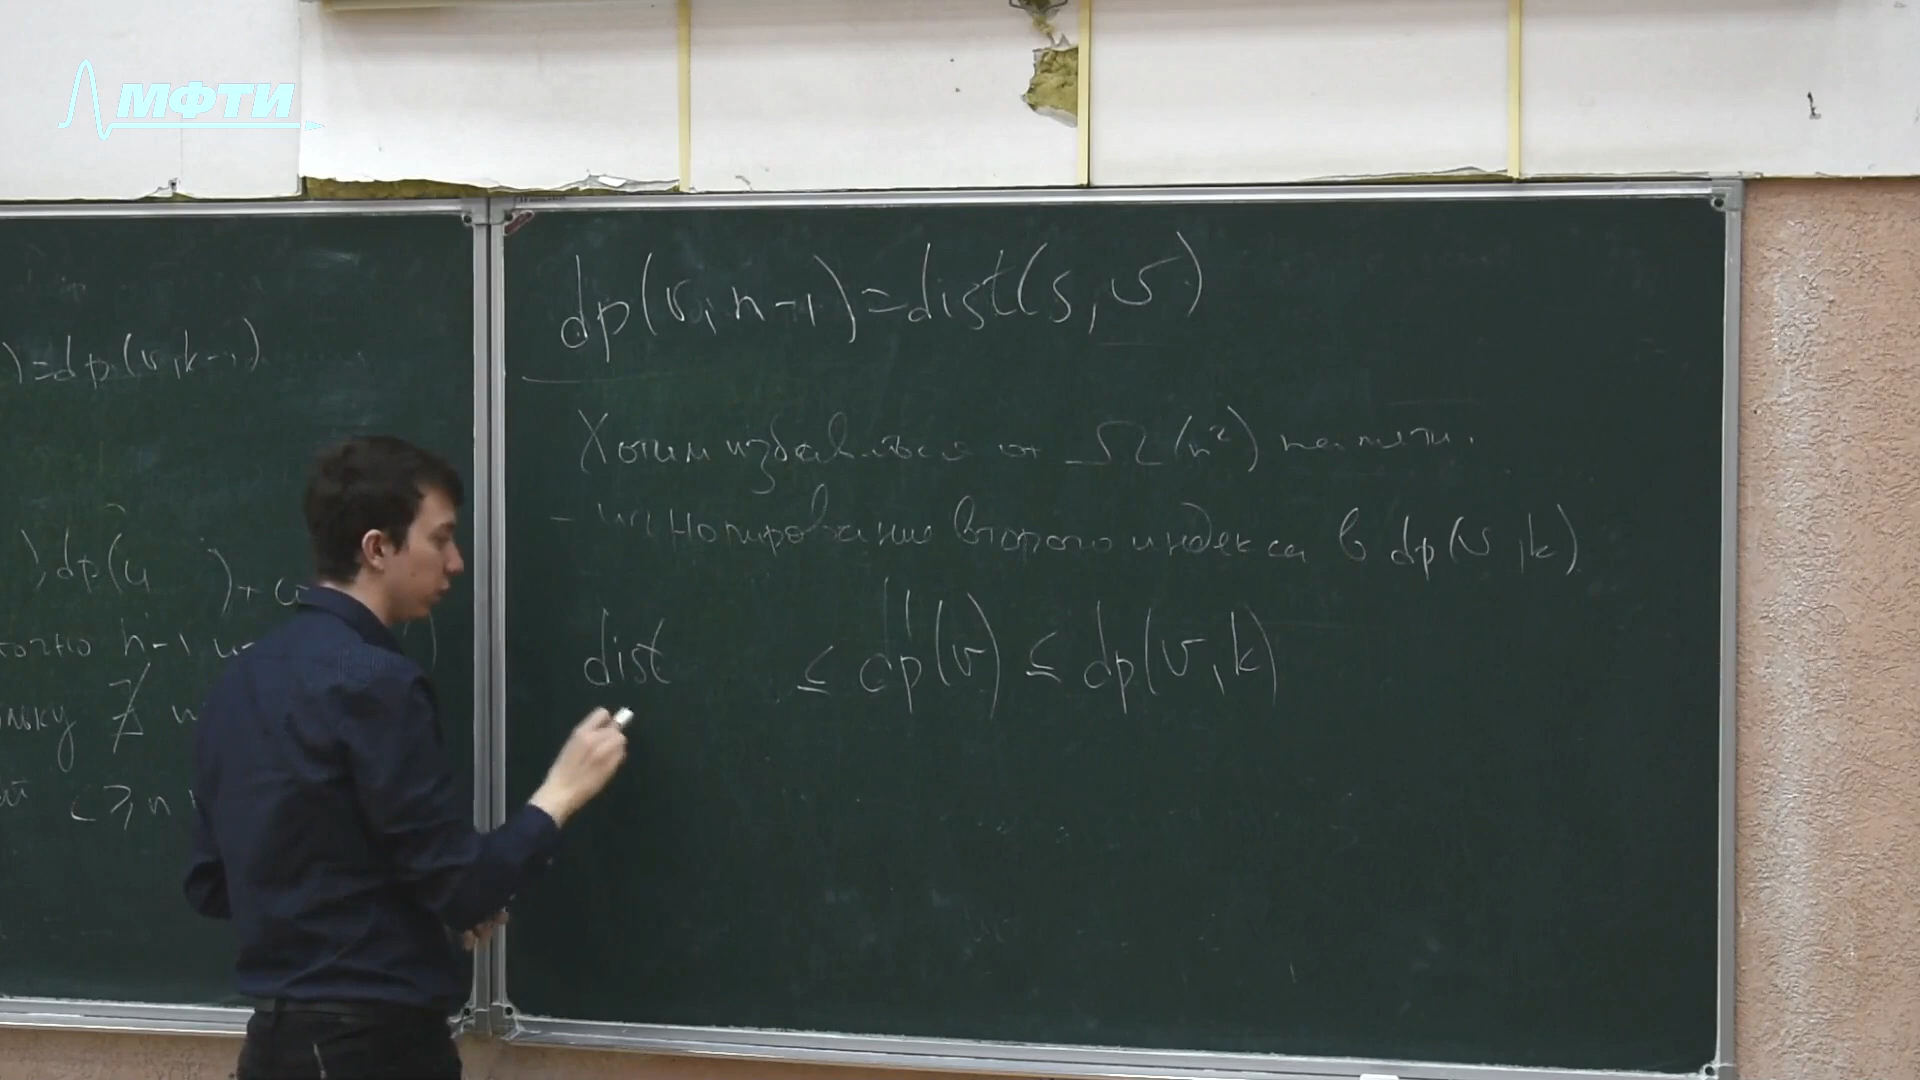 МФТИ
)=dp(v,k-1)
),dp(u )+
точно n-1
∄
⩾n
dp(v,n-1)=dist(s,v)
Хотим избавиться от Ω(n²) памяти.
- игнорирование второго индекса в dp(v,k)
dist ≤ dp(v) ≤ dp(v,k)